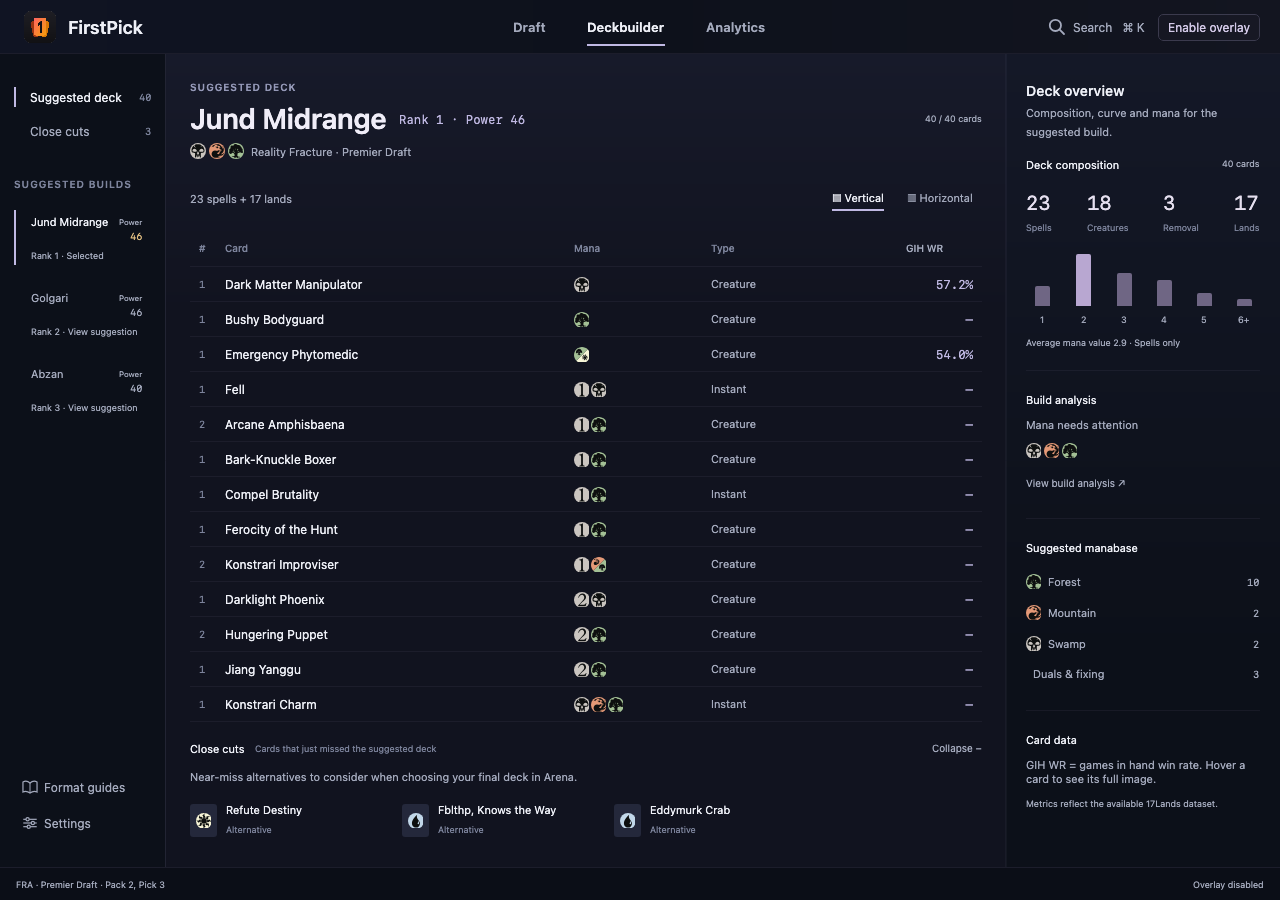 FirstPick
Draft
Deckbuilder
Analytics
Search ⌘ K
Enable overlay
Suggested deck 40
Close cuts 3
SUGGESTED BUILDS
Jund Midrange Power
46
Rank 1 · Selected
Golgari Power
46
Rank 2 · View suggestion
Abzan Power
40
Rank 3 · View suggestion
Format guides
Settings
SUGGESTED DECK
Jund Midrange Rank 1 · Power 46
40 / 40 cards
Reality Fracture · Premier Draft
23 spells + 17 lands
Vertical
Horizontal
# Card Mana Type GIH WR
1 Dark Matter Manipulator Creature 57.2%
1 Bushy Bodyguard Creature –
1 Emergency Phytomedic Creature 54.0%
1 Fell 1 Instant –
2 Arcane Amphisbaena 1 Creature –
1 Bark-Knuckle Boxer 1 Creature –
1 Compel Brutality 1 Instant –
1 Ferocity of the Hunt 1 Creature –
2 Konstrari Improviser 1 Creature –
1 Darklight Phoenix 2 Creature –
2 Hungering Puppet 2 Creature –
1 Jiang Yanggu 2 Creature –
1 Konstrari Charm Instant –
Close cuts Cards that just missed the suggested deck
Collapse –
Near-miss alternatives to consider when choosing your final deck in Arena.
Refute Destiny
Alternative
Fblthp, Knows the Way
Alternative
Eddymurk Crab
Alternative
Deck overview
Composition, curve and mana for the
suggested build.
Deck composition 40 cards
23 18 3 17
Spells Creatures Removal Lands
1 2 3 4 5 6+
Average mana value 2.9 · Spells only
Build analysis
Mana needs attention
View build analysis ↗
Suggested manabase
Forest 10
Mountain 2
Swamp 2
Duals & fixing 3
Card data
GIH WR = games in hand win rate. Hover a
card to see its full image.
Metrics reflect the available 17Lands dataset.
FRA · Premier Draft · Pack 2, Pick 3
Overlay disabled